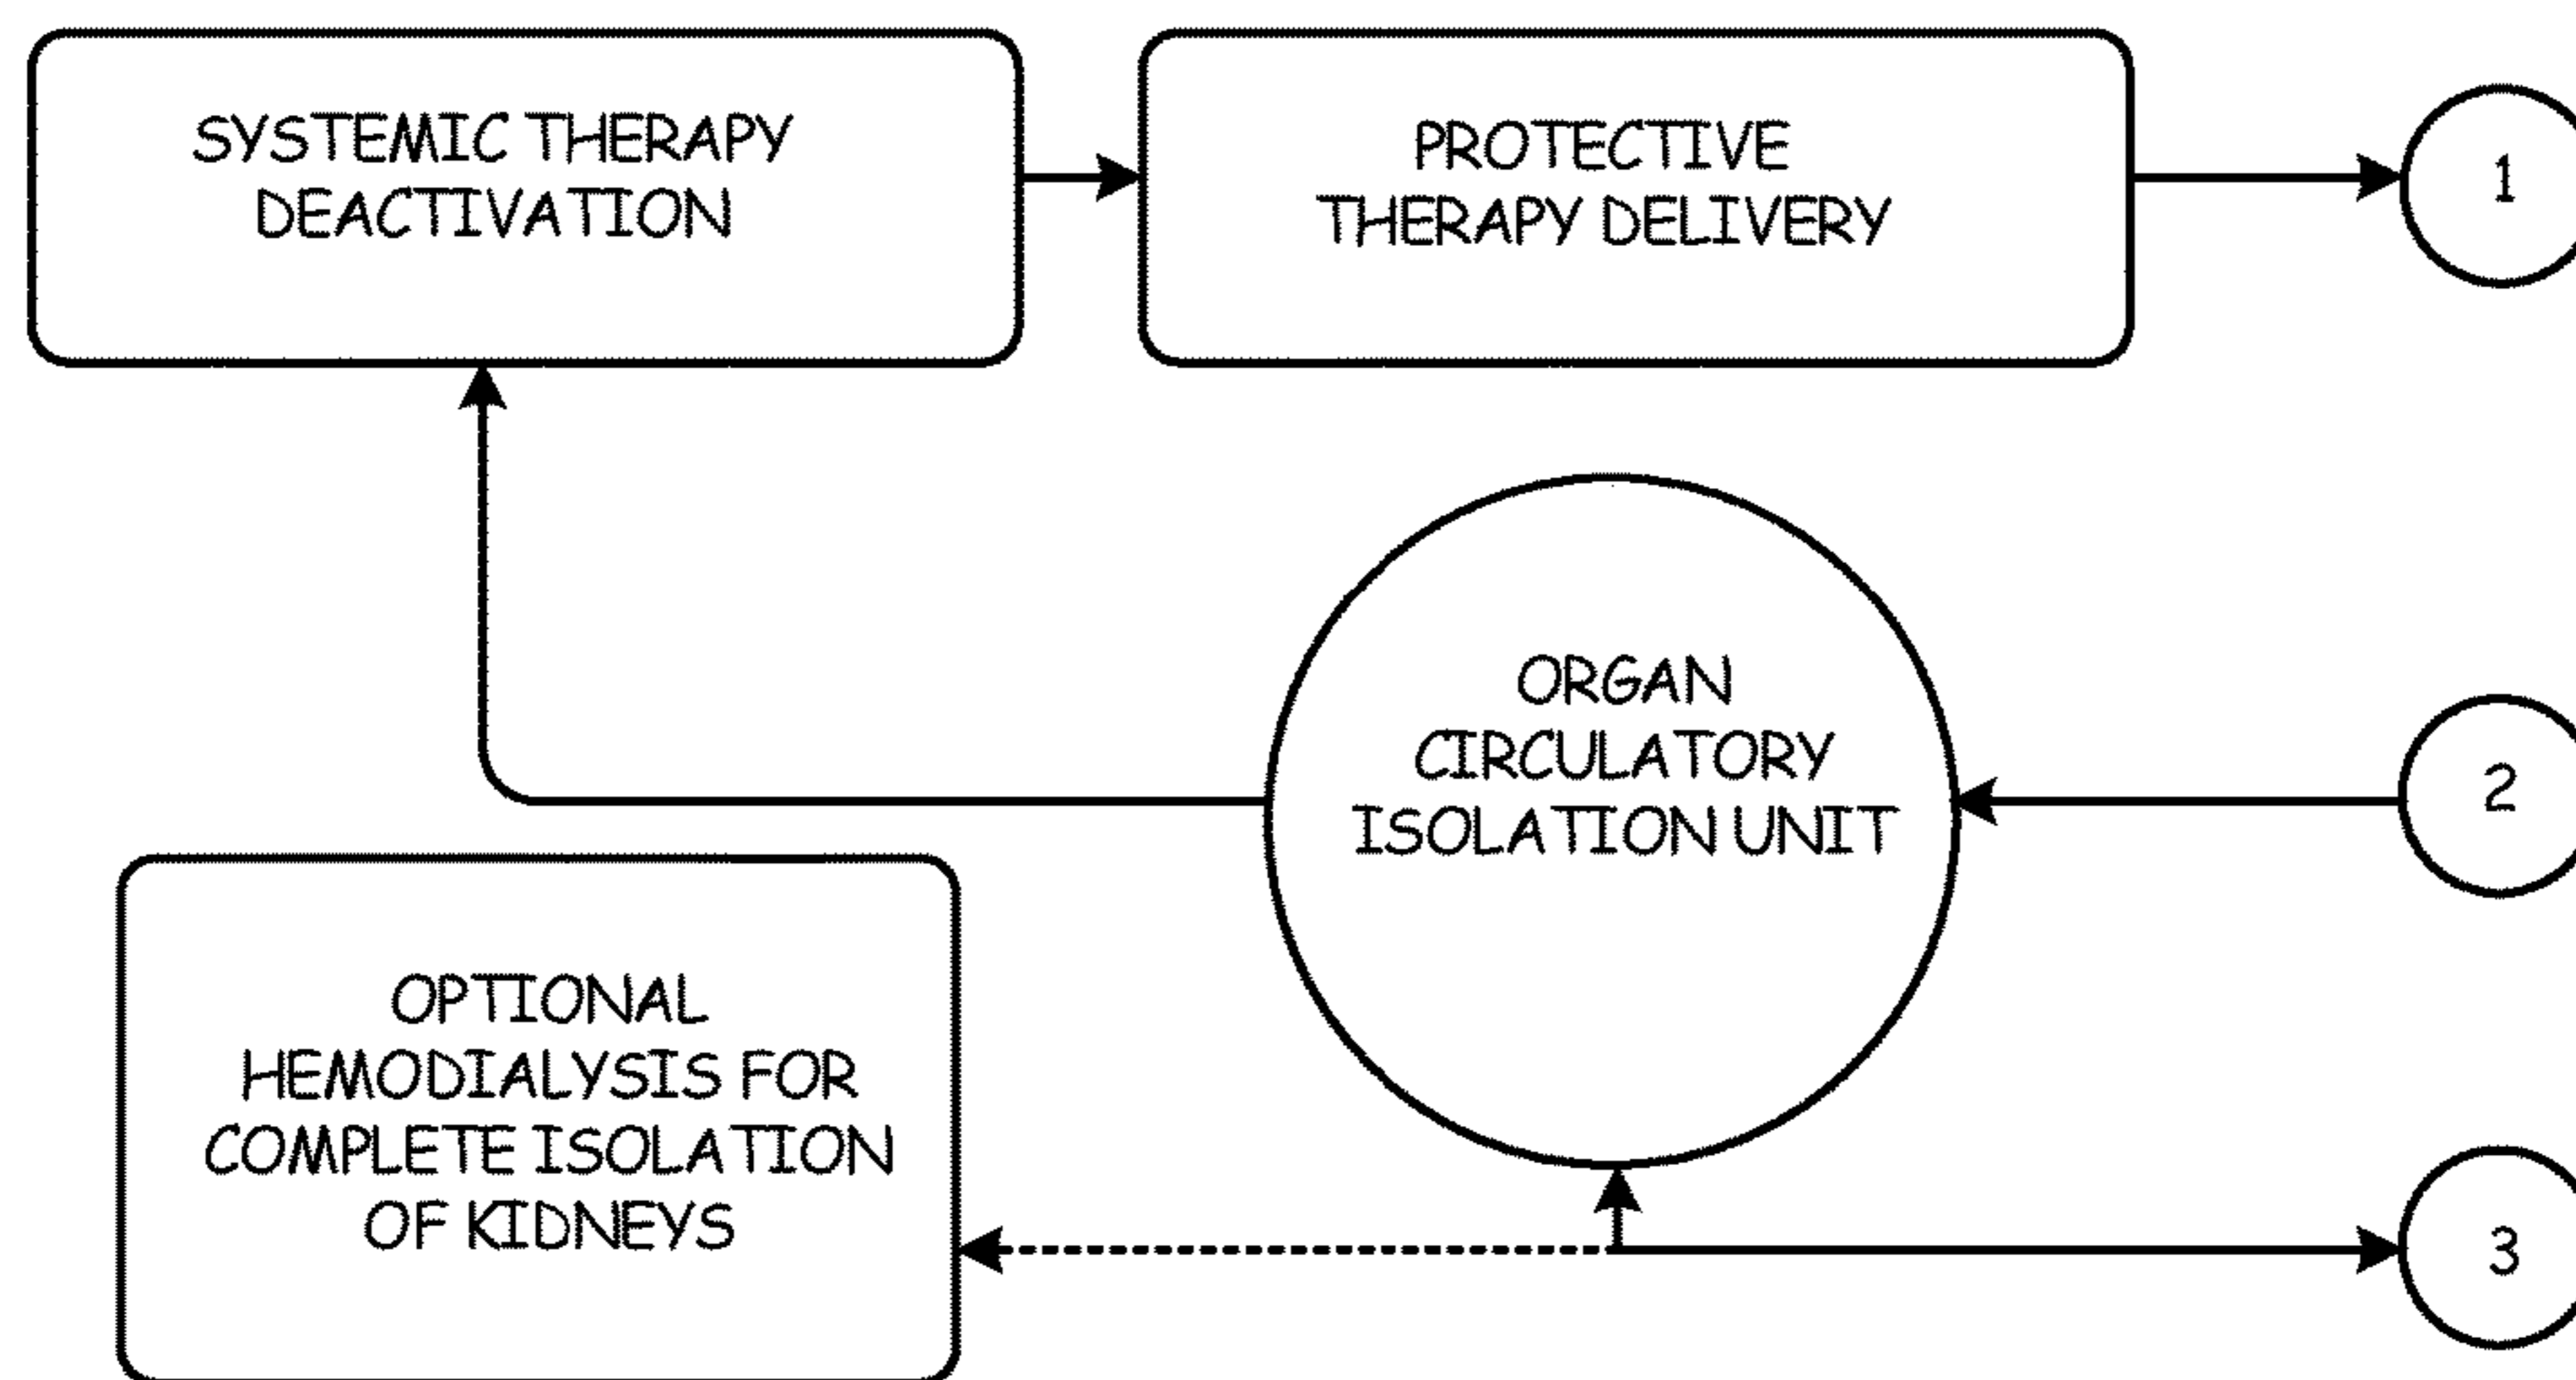 SYSTEMIC THERAPY
DEACTIVATION
PROTECTIVE
THERAPY DELIVERY
1
ORGAN
CIRCULATORY
ISOLATION UNIT
2
OPTIONAL
HEMODIALYSIS FOR
COMPLETE ISOLATION
OF KIDNEYS
3